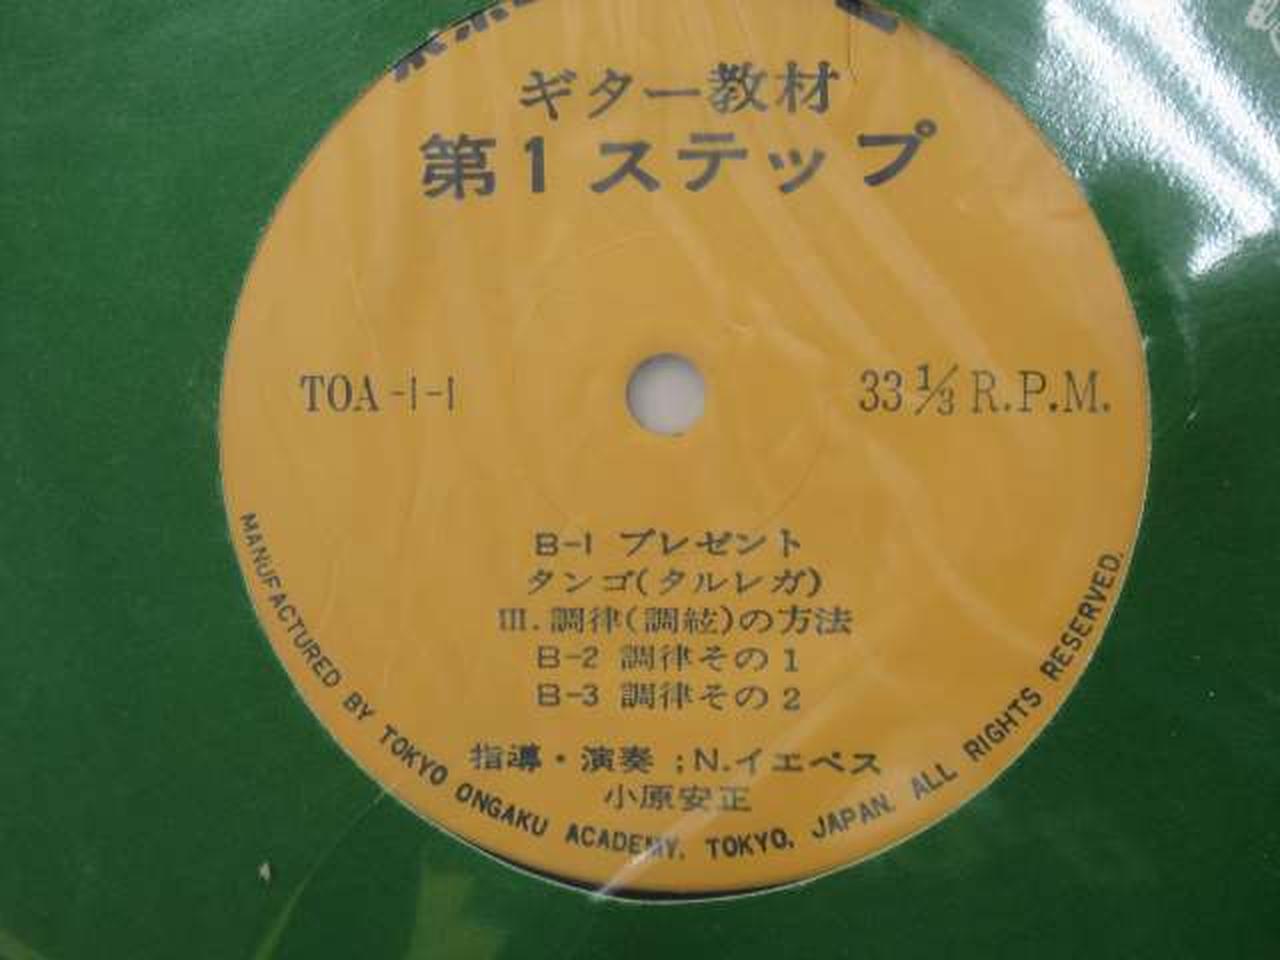 ギター教材
第1ステップ
TOA-1-1
33 1/3 R.P.M.
B-1 プレゼント
タンゴ(タルレガ)
III.調律(調絃)の方法
B-2 調律その1
B-3 調律その2
指導・演奏;N.イエペス
小原安正
MANUFACTURED BY TOKYO ONGAKU ACADEMY. TOKYO. JAPAN. ALL RIGHTS RESERVED.